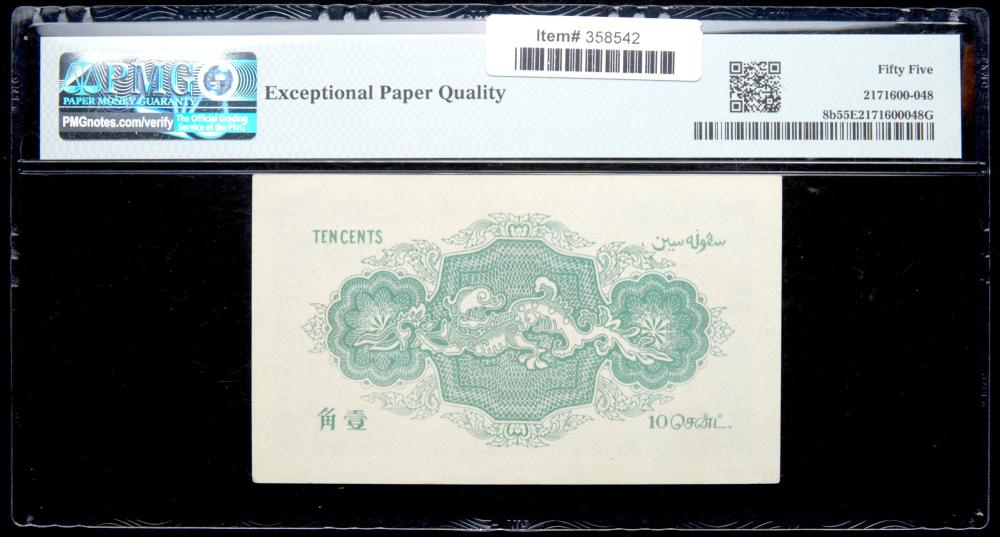 Item# 358542
PMG
PAPER MONEY GUARANTY
PMGnotes.com/verify
The Official Grading
Service of the PNG
Exceptional Paper Quality
Fifty Five
2171600-048
8b55E2171600048G
TEN CENTS
سڤوله سين
角壹
10 சென்ட்.